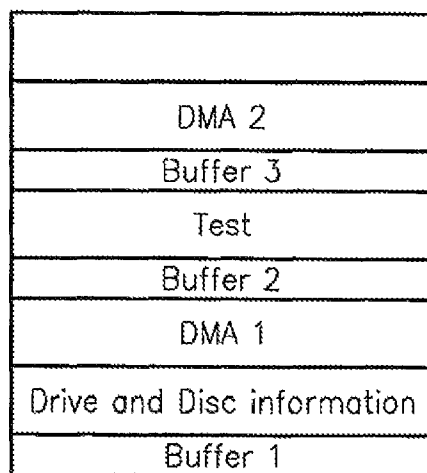 DMA 2
Buffer 3
Test
Buffer 2
DMA 1
Drive and Disc information
Buffer 1